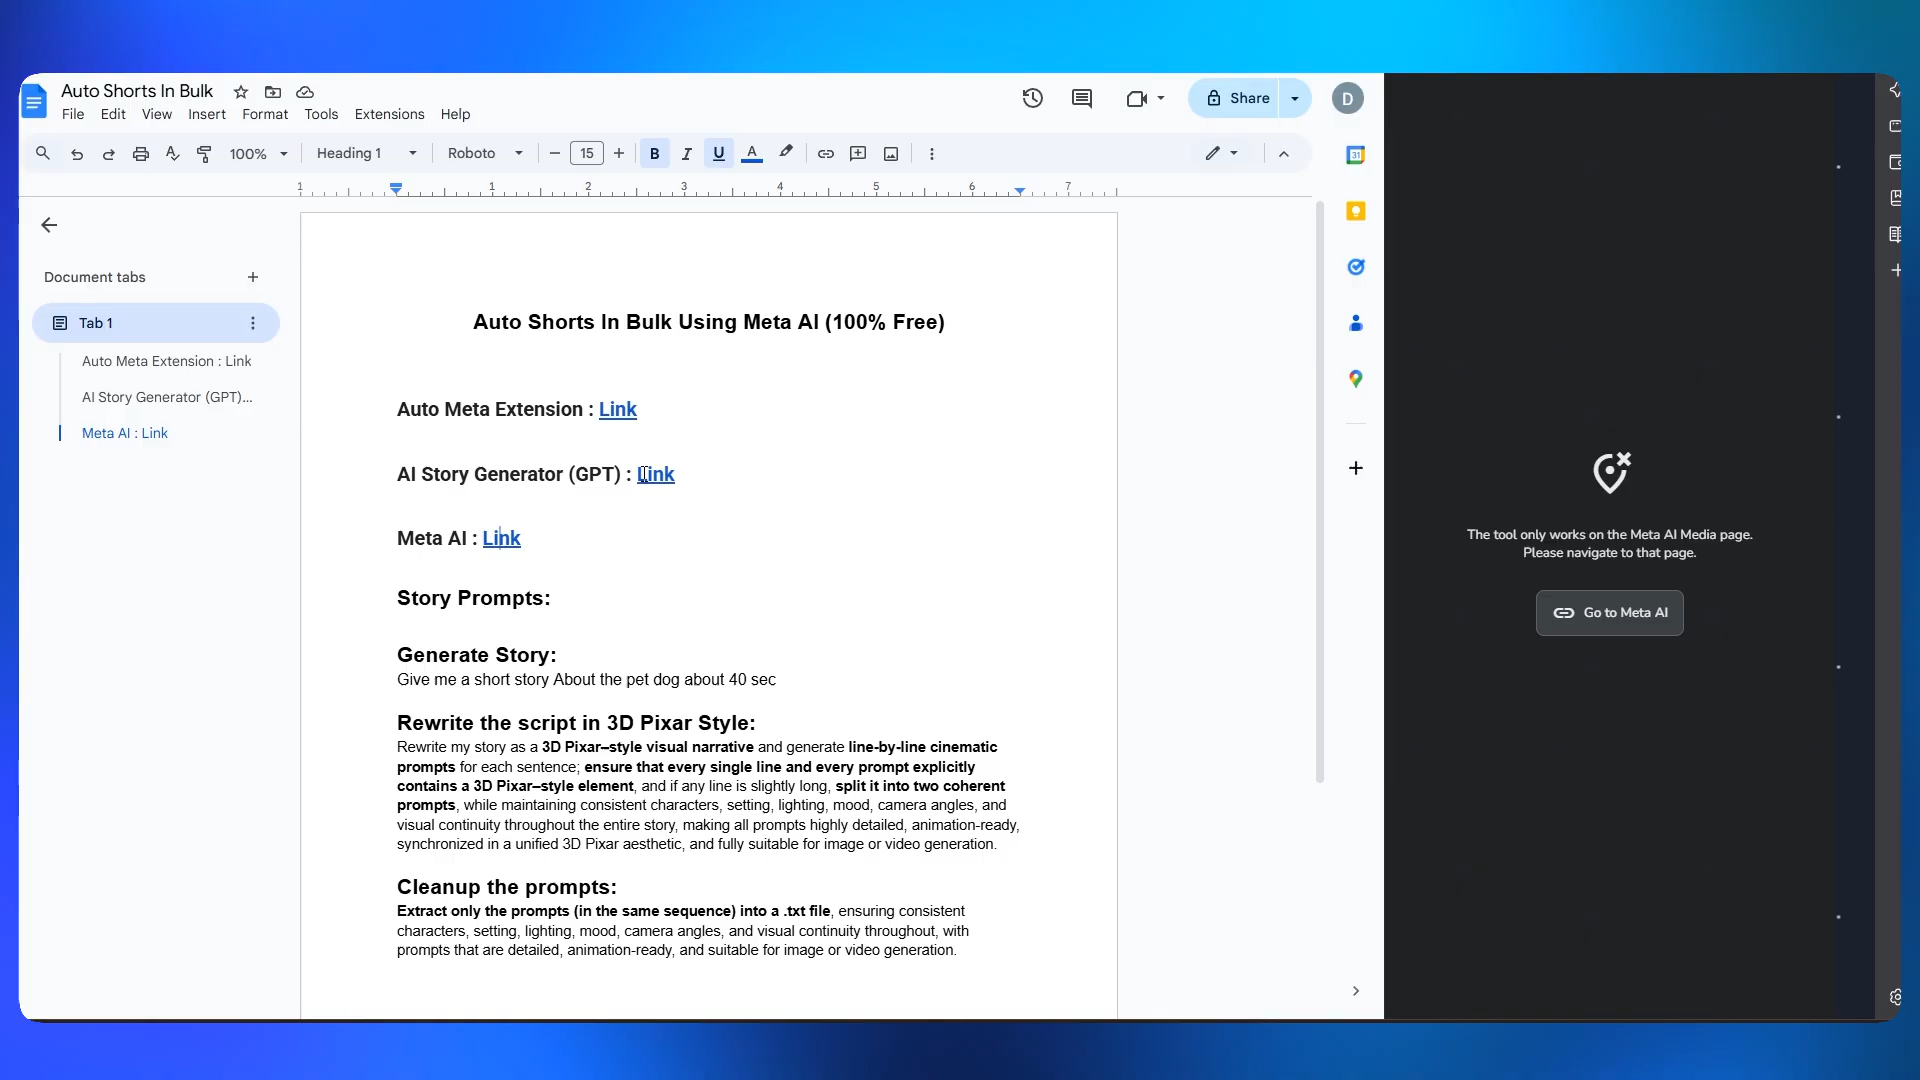 Auto Shorts In Bulk
File Edit View Insert Format Tools Extensions Help
Share
D
100% Heading 1 Roboto 15 B I U A
31
1 1 2 3 4 5 6 7
Document tabs
Tab 1
Auto Meta Extension : Link
AI Story Generator (GPT)...
Meta AI : Link
Auto Shorts In Bulk Using Meta AI (100% Free)
Auto Meta Extension : Link
AI Story Generator (GPT) : Link
Meta AI : Link
Story Prompts:
Generate Story:
Give me a short story About the pet dog about 40 sec
Rewrite the script in 3D Pixar Style:
Rewrite my story as a 3D Pixar–style visual narrative and generate line-by-line cinematic
prompts for each sentence; ensure that every single line and every prompt explicitly
contains a 3D Pixar–style element, and if any line is slightly long, split it into two coherent
prompts, while maintaining consistent characters, setting, lighting, mood, camera angles, and
visual continuity throughout the entire story, making all prompts highly detailed, animation-ready,
synchronized in a unified 3D Pixar aesthetic, and fully suitable for image or video generation.
Cleanup the prompts:
Extract only the prompts (in the same sequence) into a .txt file, ensuring consistent
characters, setting, lighting, mood, camera angles, and visual continuity throughout, with
prompts that are detailed, animation-ready, and suitable for image or video generation.
The tool only works on the Meta AI Media page.
Please navigate to that page.
Go to Meta AI